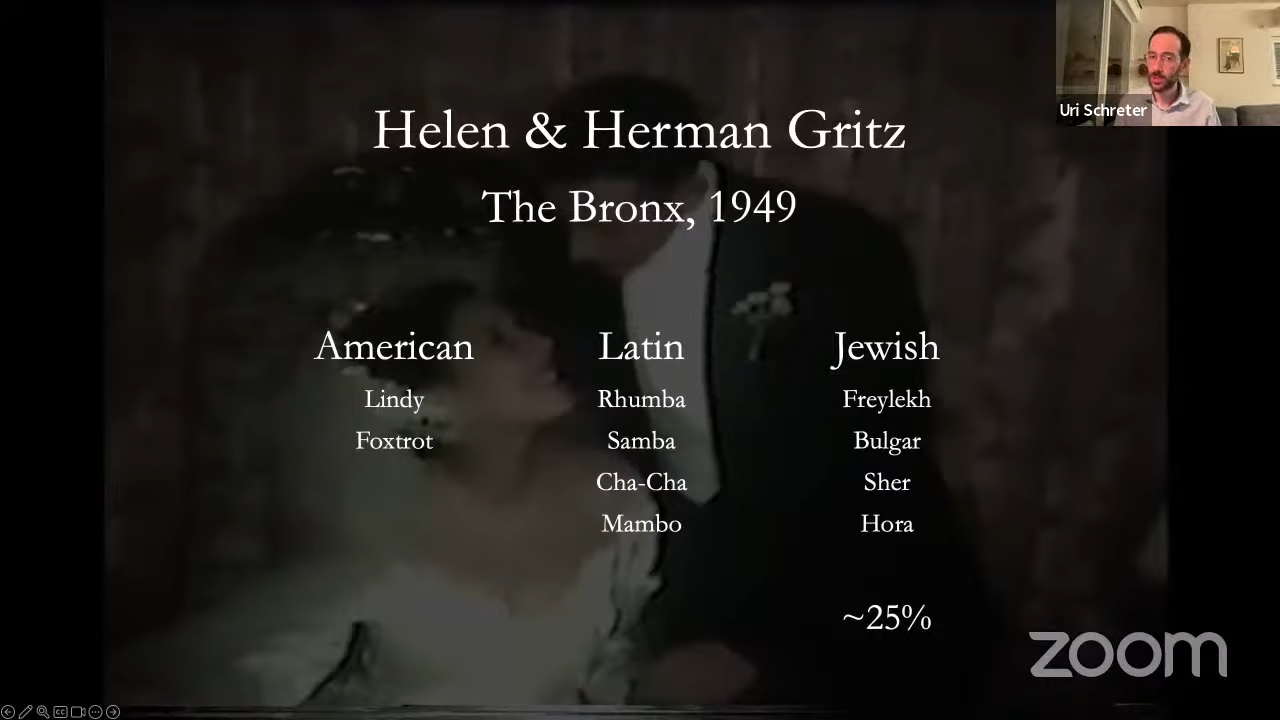 Uri Schreter
Helen & Herman Gritz
The Bronx, 1949
American
Lindy
Foxtrot
Latin
Rhumba
Samba
Cha-Cha
Mambo
Jewish
Freylekh
Bulgar
Sher
Hora
~25%
zoom